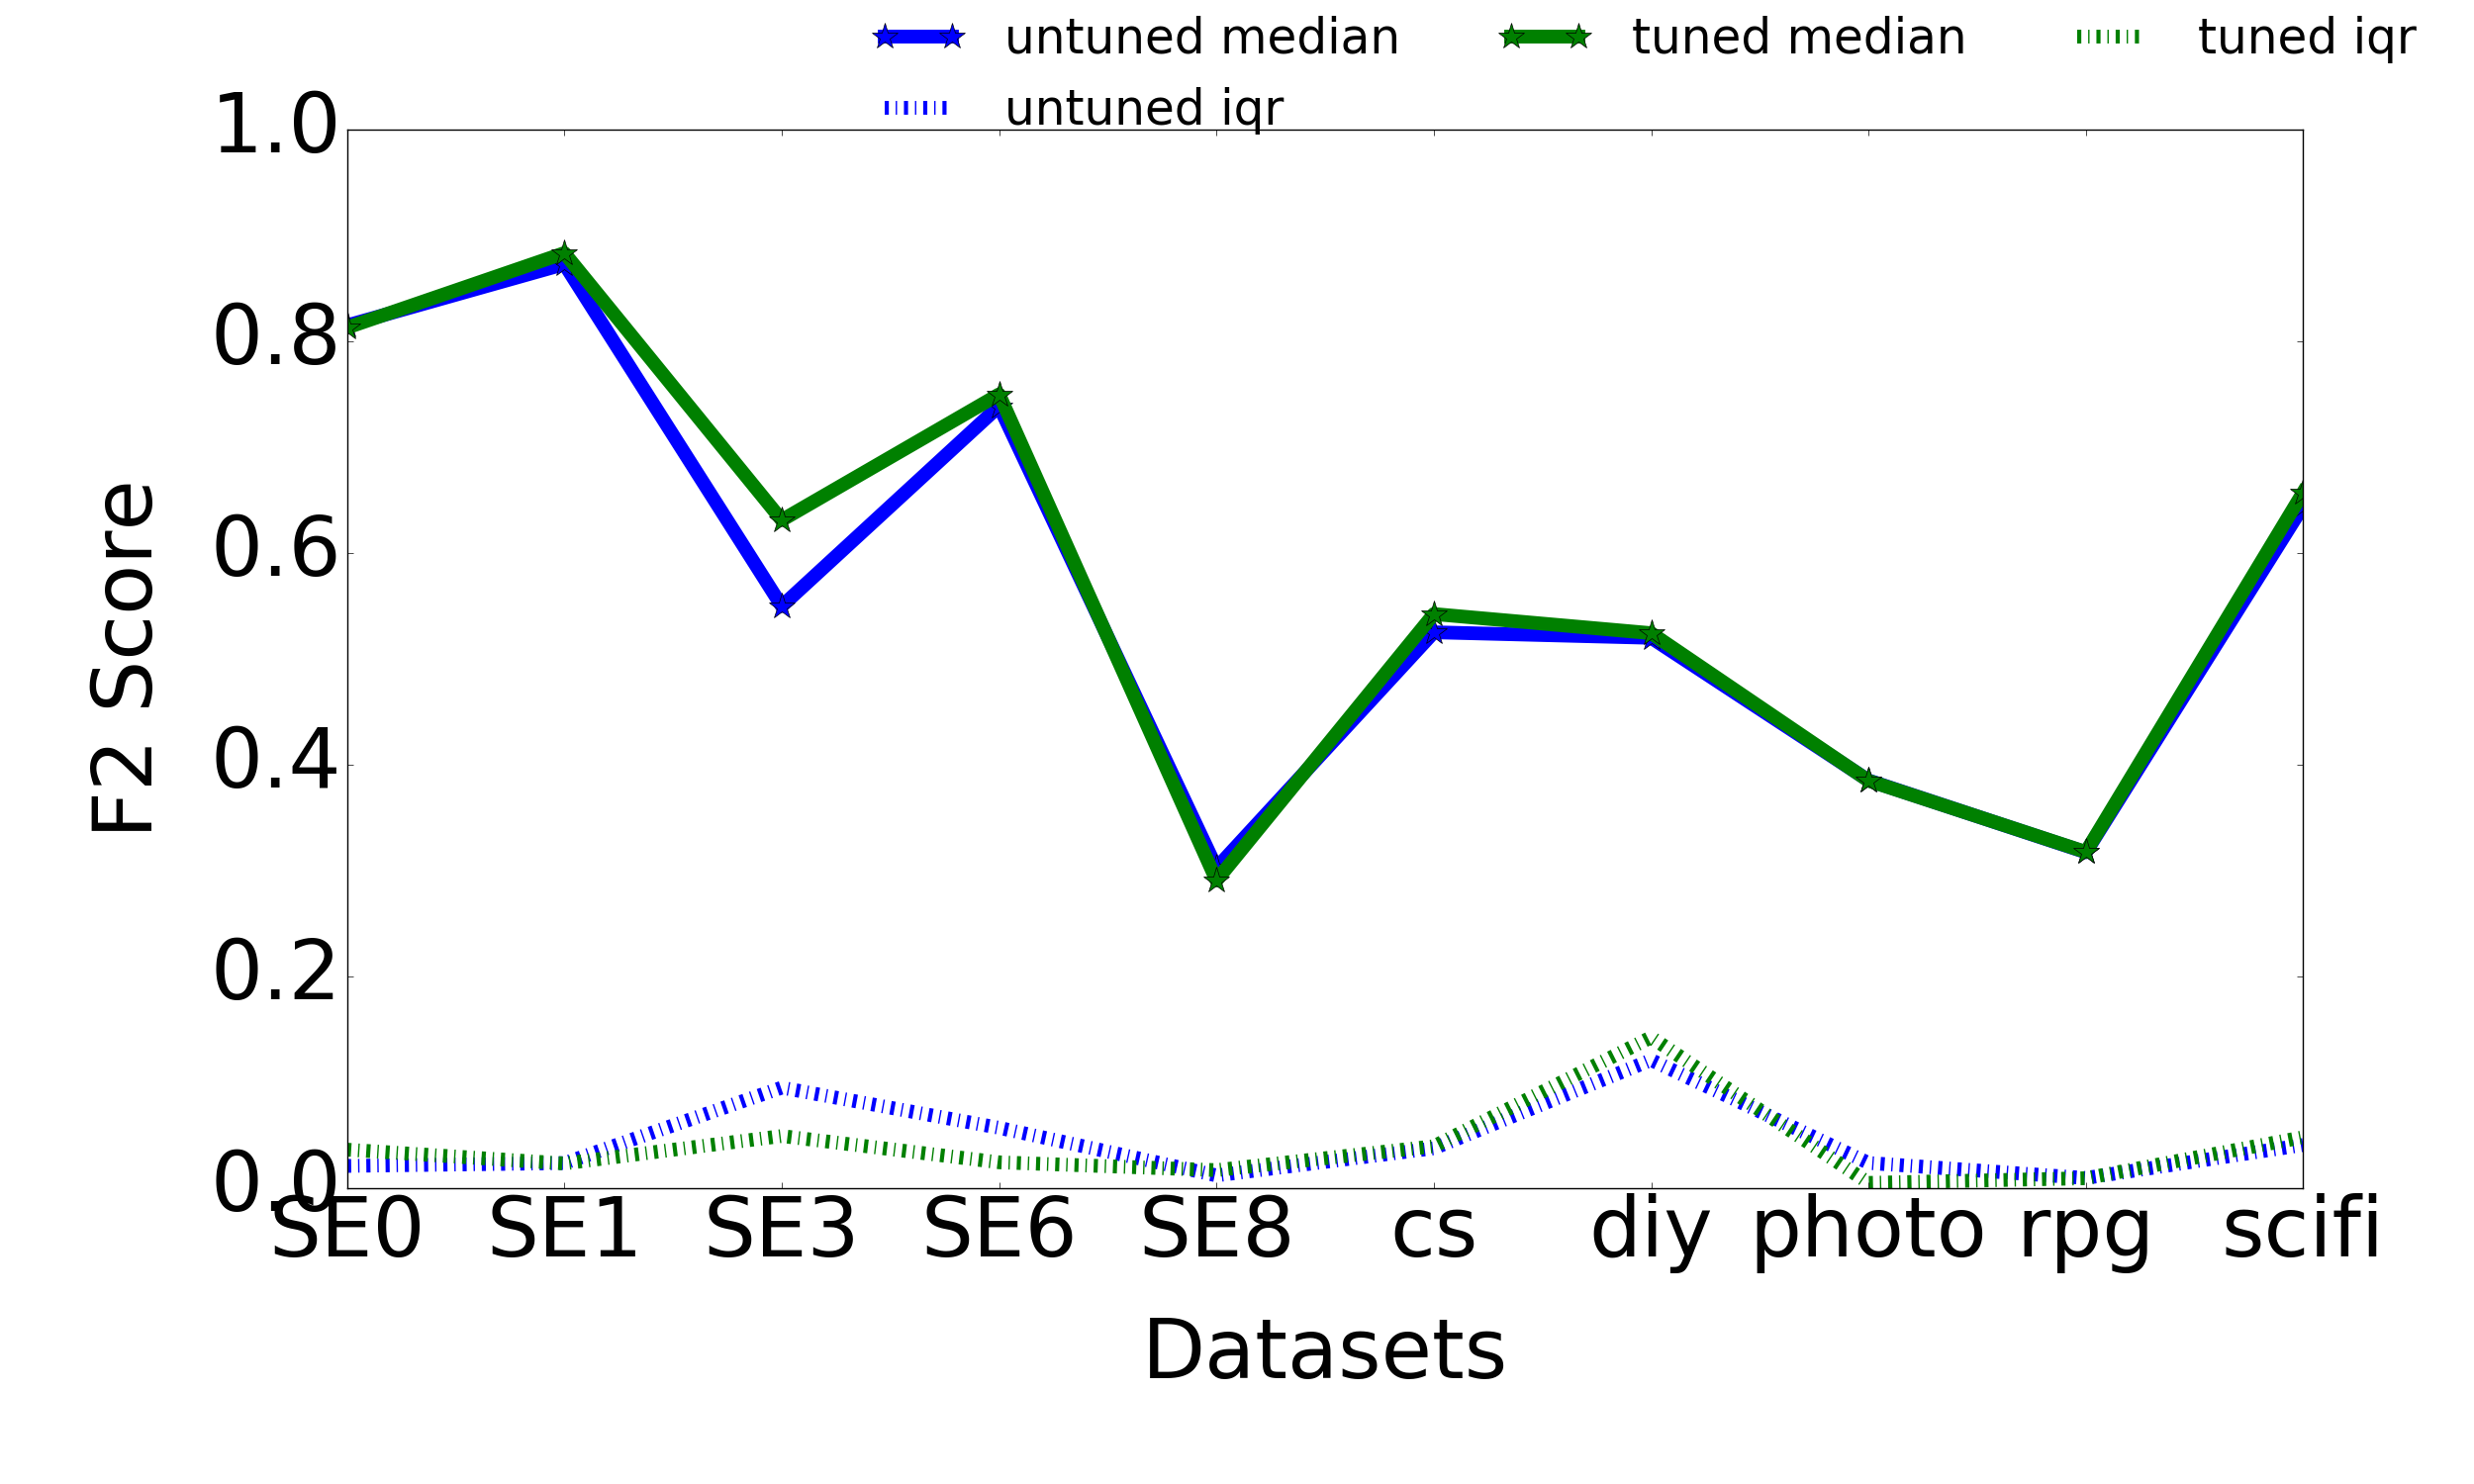 untuned median tuned median tuned iqr
untuned iqr
1.0
0.8
0.6
0.4
0.2
0.0
F2 Score
SE0 SE1 SE3 SE6 SE8 cs diy photo rpg scifi
Datasets